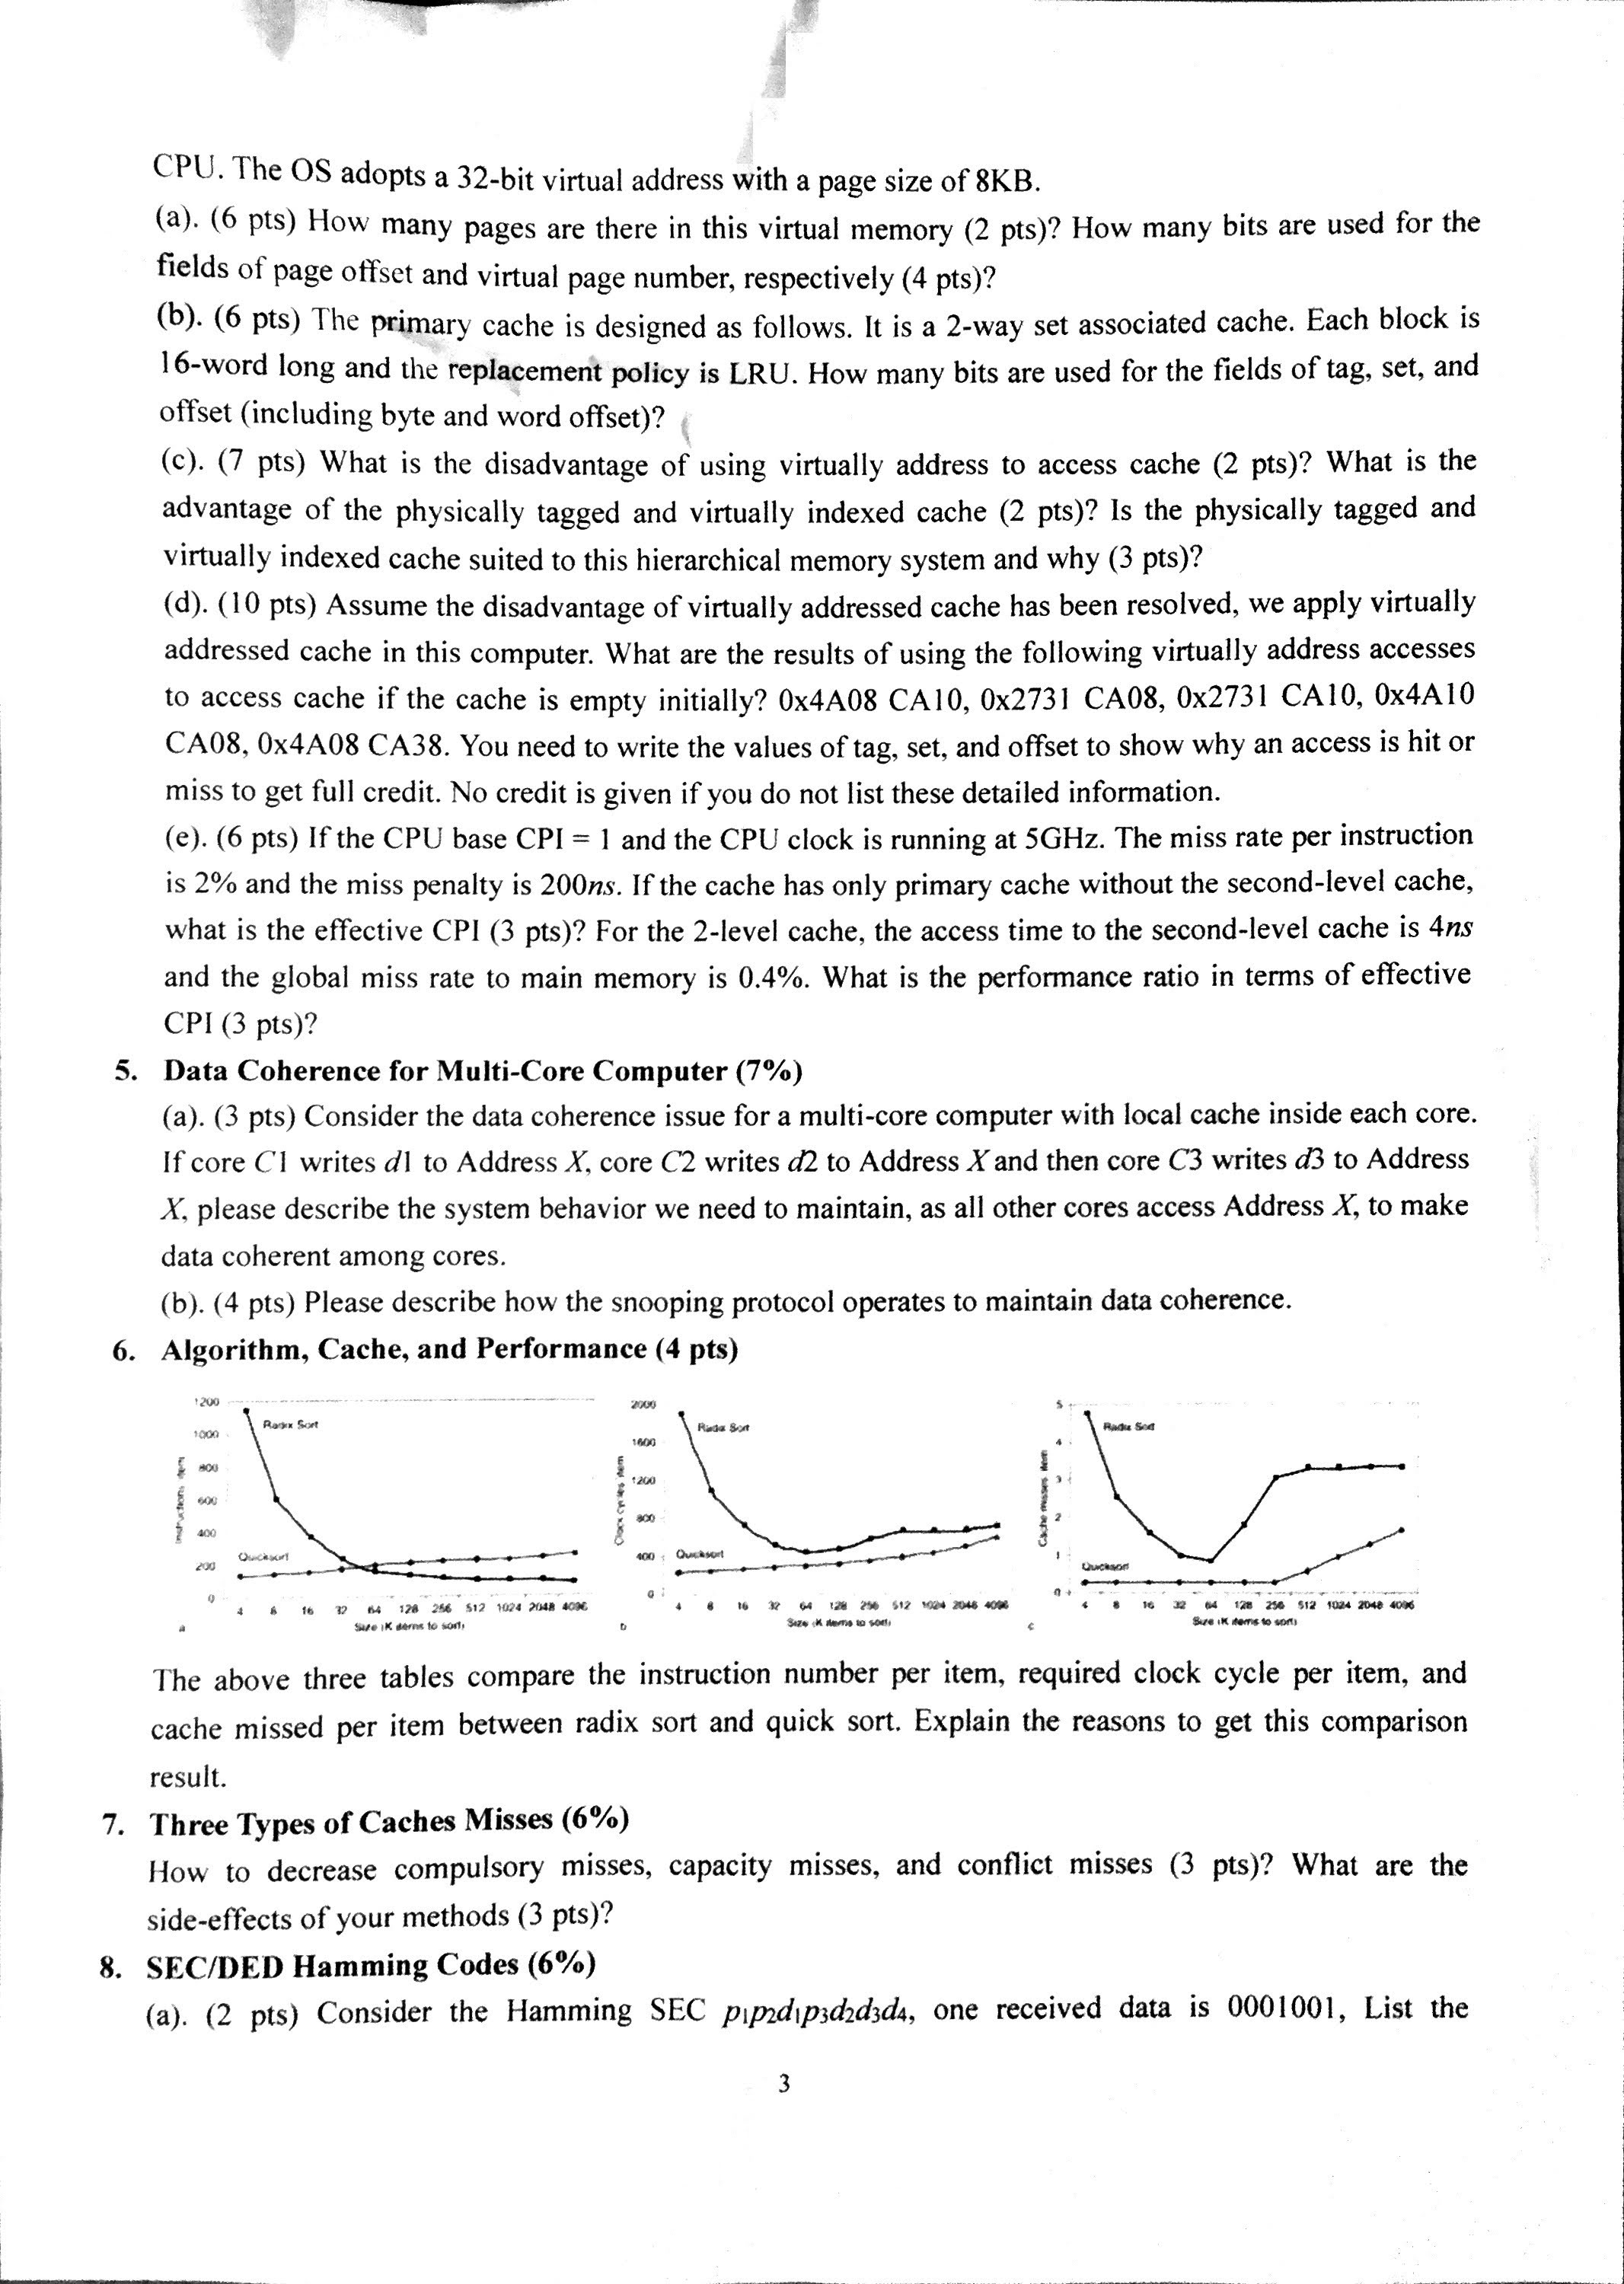 CPU. The OS adopts a 32-bit virtual address with a page size of 8KB.
(a). (6 pts) How many pages are there in this virtual memory (2 pts)? How many bits are used for the
fields of page offset and virtual page number, respectively (4 pts)?
(b). (6 pts) The primary cache is designed as follows. It is a 2-way set associated cache. Each block is
16-word long and the replacement policy is LRU. How many bits are used for the fields of tag, set, and
offset (including byte and word offset)?
(c). (7 pts) What is the disadvantage of using virtually address to access cache (2 pts)? What is the
advantage of the physically tagged and virtually indexed cache (2 pts)? Is the physically tagged and
virtually indexed cache suited to this hierarchical memory system and why (3 pts)?
(d). (10 pts) Assume the disadvantage of virtually addressed cache has been resolved, we apply virtually
addressed cache in this computer. What are the results of using the following virtually address accesses
to access cache if the cache is empty initially? 0x4A08 CA10, 0x2731 CA08, 0x2731 CA10, 0x4A10
CA08, 0x4A08 CA38. You need to write the values of tag, set, and offset to show why an access is hit or
miss to get full credit. No credit is given if you do not list these detailed information.
(e). (6 pts) If the CPU base CPI = 1 and the CPU clock is running at 5GHz. The miss rate per instruction
is 2% and the miss penalty is 200ns. If the cache has only primary cache without the second-level cache,
what is the effective CPI (3 pts)? For the 2-level cache, the access time to the second-level cache is 4ns
and the global miss rate to main memory is 0.4%. What is the performance ratio in terms of effective
CPI (3 pts)?
5. Data Coherence for Multi-Core Computer (7%)
(a). (3 pts) Consider the data coherence issue for a multi-core computer with local cache inside each core.
If core C1 writes d1 to Address X, core C2 writes d2 to Address X and then core C3 writes d3 to Address
X, please describe the system behavior we need to maintain, as all other cores access Address X, to make
data coherent among cores.
(b). (4 pts) Please describe how the snooping protocol operates to maintain data coherence.
6. Algorithm, Cache, and Performance (4 pts)
1200
1000
800
600
400
200
0
Radix Sort
Quicksort
4 8 16 32 64 128 256 512 1024 2048 4096
Size (K items to sort)
a
2000
1600
1200
800
400
0
Clock cycles item
Radix Sort
Quicksort
4 8 16 32 64 128 256 512 1024 2048 4096
Size (K items to sort)
b
5
4
3
2
1
0
Cache misses item
Radix Sort
Quicksort
4 8 16 32 64 128 256 512 1024 2048 4096
Size (K items to sort)
c
The above three tables compare the instruction number per item, required clock cycle per item, and
cache missed per item between radix sort and quick sort. Explain the reasons to get this comparison
result.
7. Three Types of Caches Misses (6%)
How to decrease compulsory misses, capacity misses, and conflict misses (3 pts)? What are the
side-effects of your methods (3 pts)?
8. SEC/DED Hamming Codes (6%)
(a). (2 pts) Consider the Hamming SEC p1p2d1p3d2d3d4, one received data is 0001001, List the
3